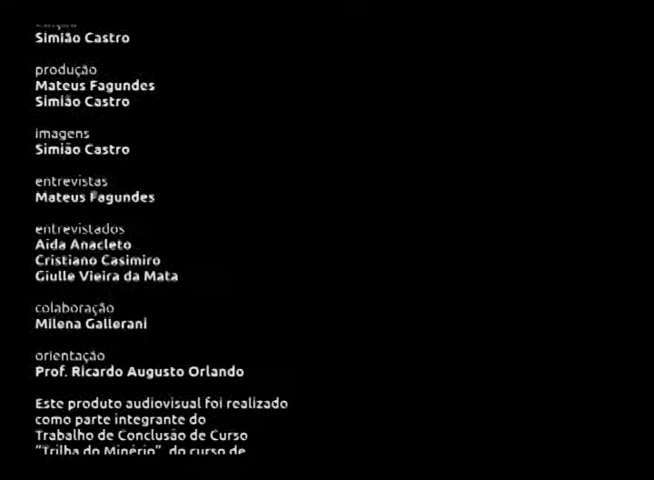 Simião Castro
produção
Mateus Fagundes
Simião Castro
imagens
Simião Castro
entrevistas
Mateus Fagundes
entrevistados
Aida Anacleto
Cristiano Casimiro
Giulle Vieira da Mata
colaboração
Milena Gallerani
orientação
Prof. Ricardo Augusto Orlando
Este produto audiovisual foi realizado
como parte integrante do
Trabalho de Conclusão de Curso
“Trilha do Minério”, do curso de